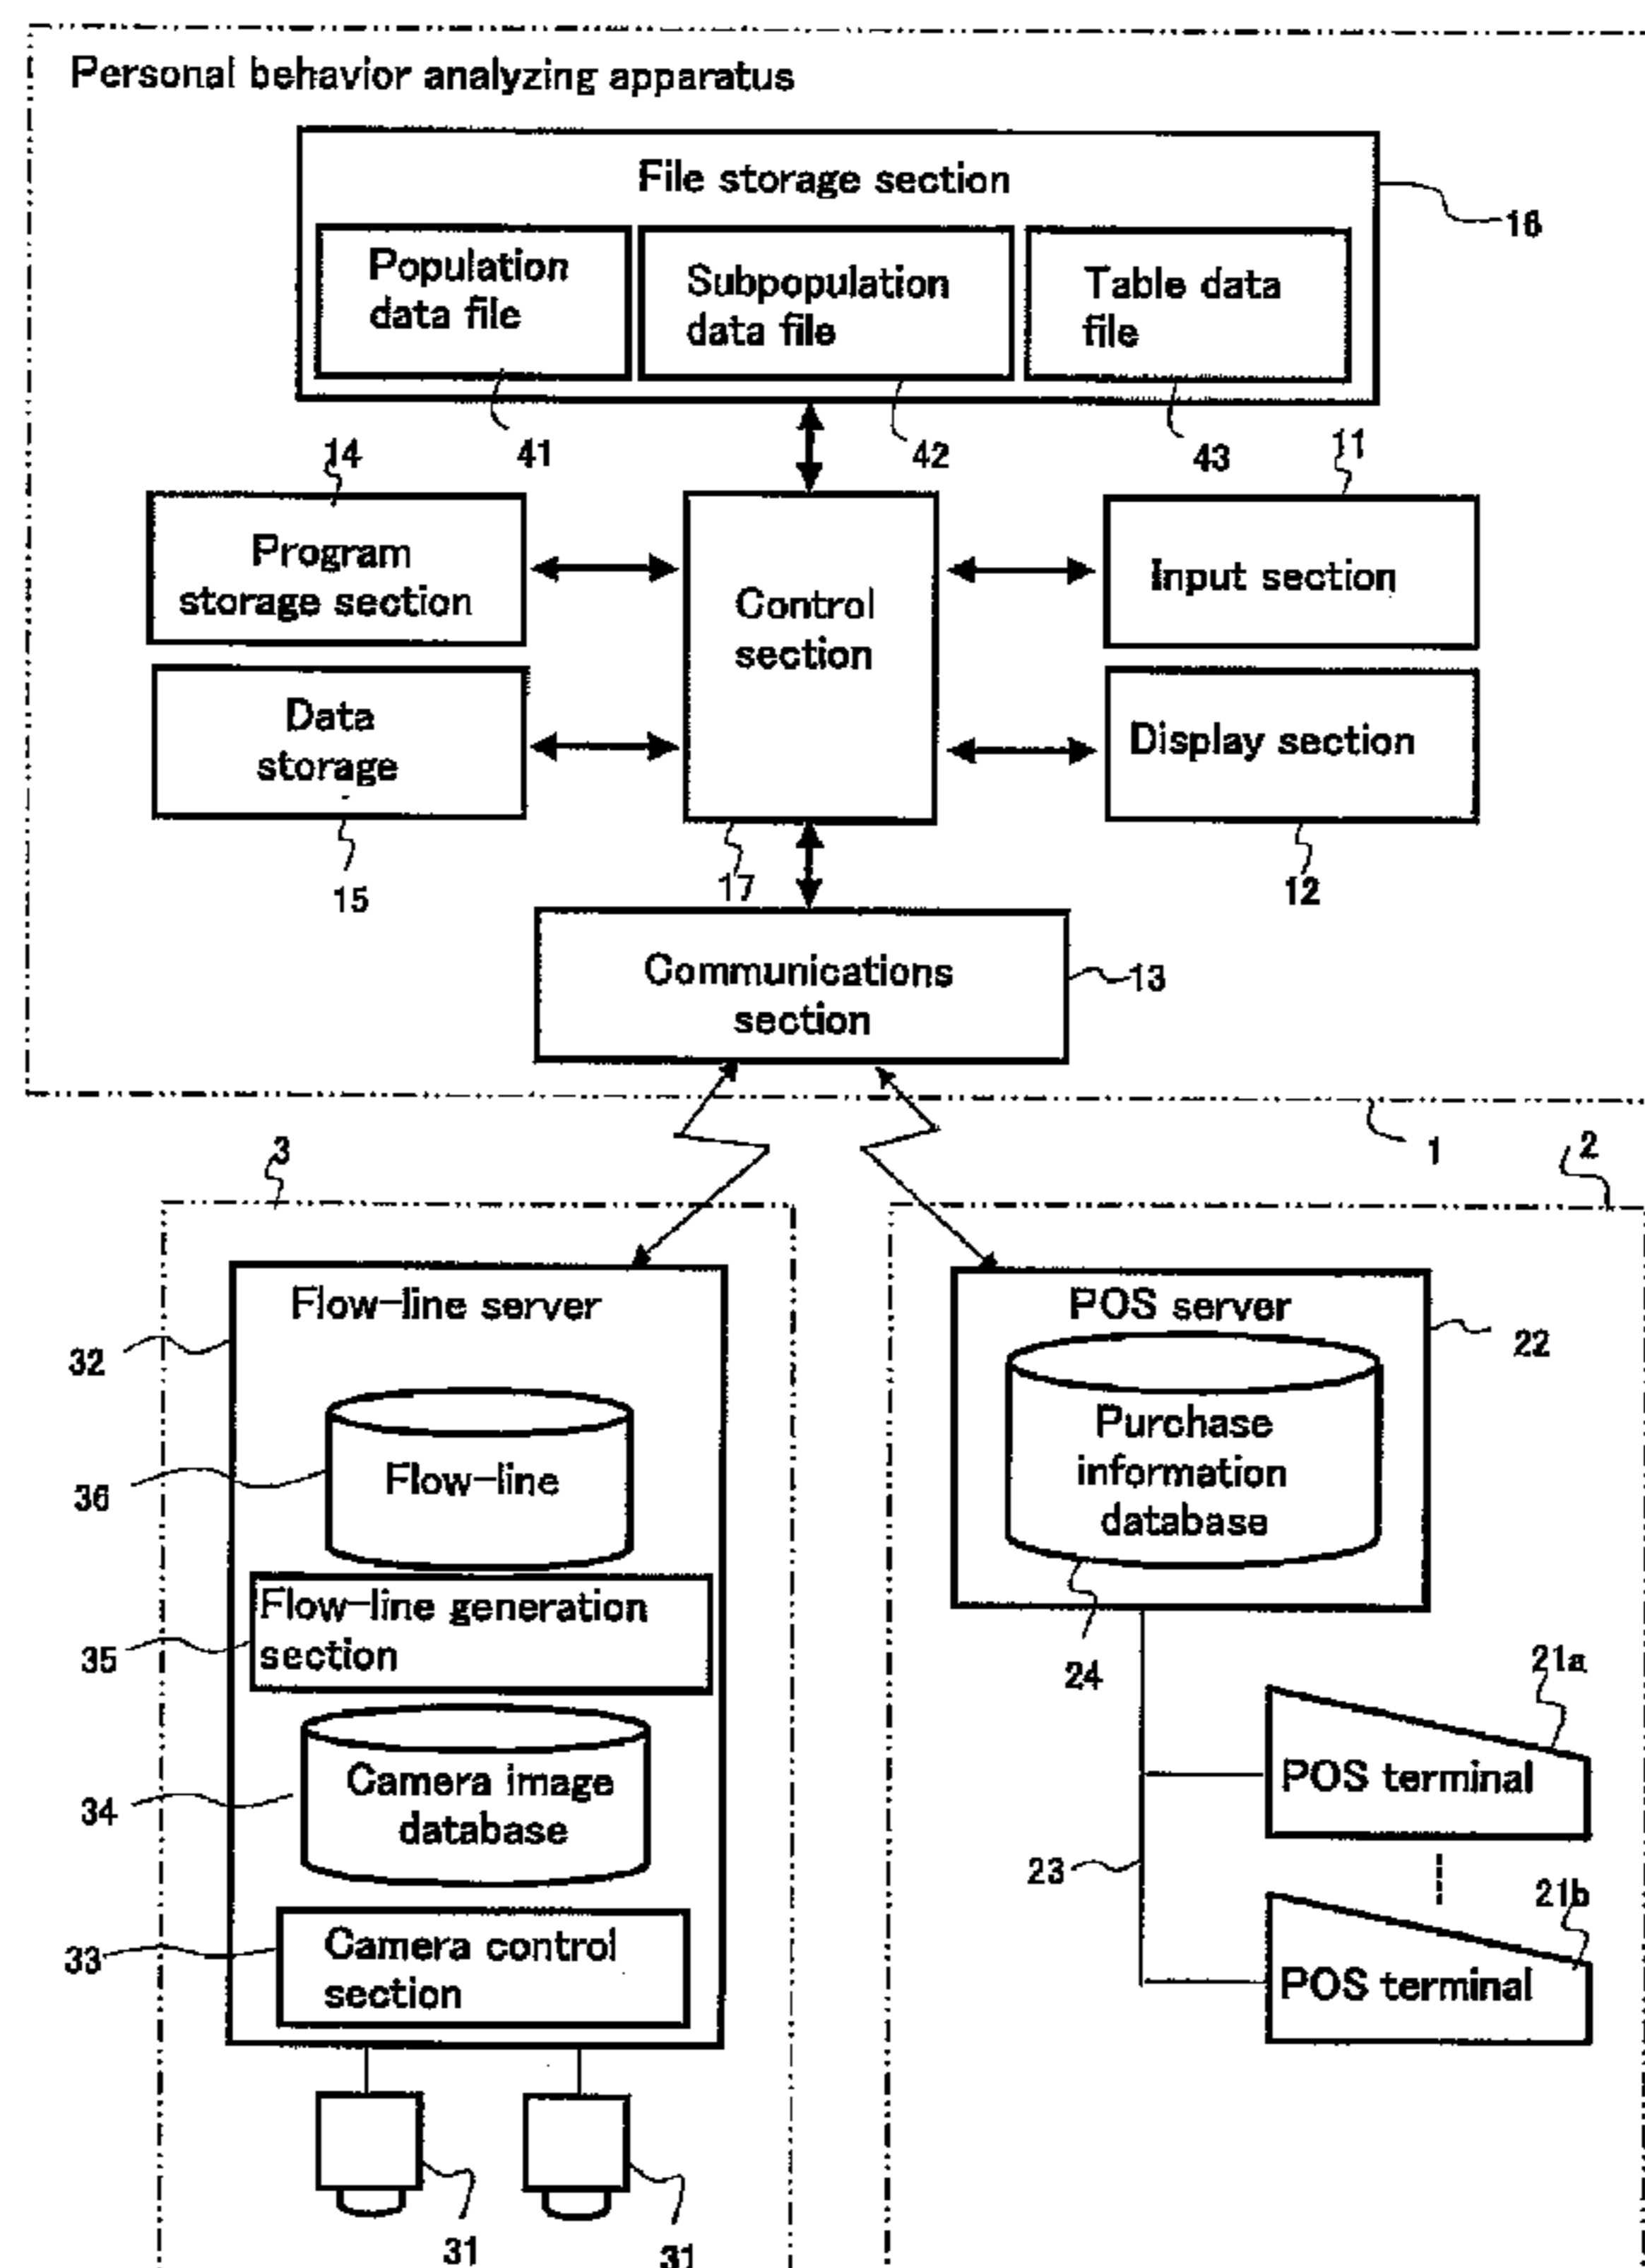 Personal behavior analyzing apparatus
File storage section
16
Population
data file
Subpopulation
data file
Table data
file
41
42
43
14
11
Program
storage section
Control
section
Input section
Data
storage
Display section
15
17
12
Communications
section
13
1
3
2
Flow-line server
32
POS server
22
36
Flow-line
Purchase
information
database
24
Flow-line generation
section
35
21a
POS terminal
34
Camera image
database
23
21b
POS terminal
33
Camera control
section
31
31